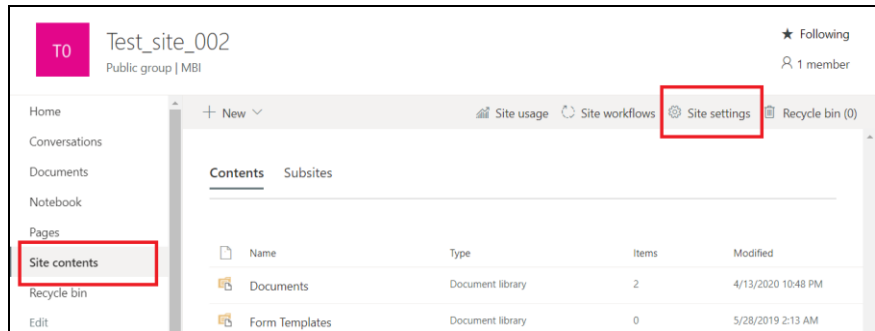 T0
Test_site_002
Public group | MBI
★ Following
1 member
Home
Conversations
Documents
Notebook
Pages
Site contents
Recycle bin
Edit
+ New
Site usage
Site workflows
Site settings
Recycle bin (0)
Contents Subsites
Name Type Items Modified
Documents Document library 2 4/13/2020 10:48 PM
Form Templates Document library 0 5/28/2019 2:13 AM